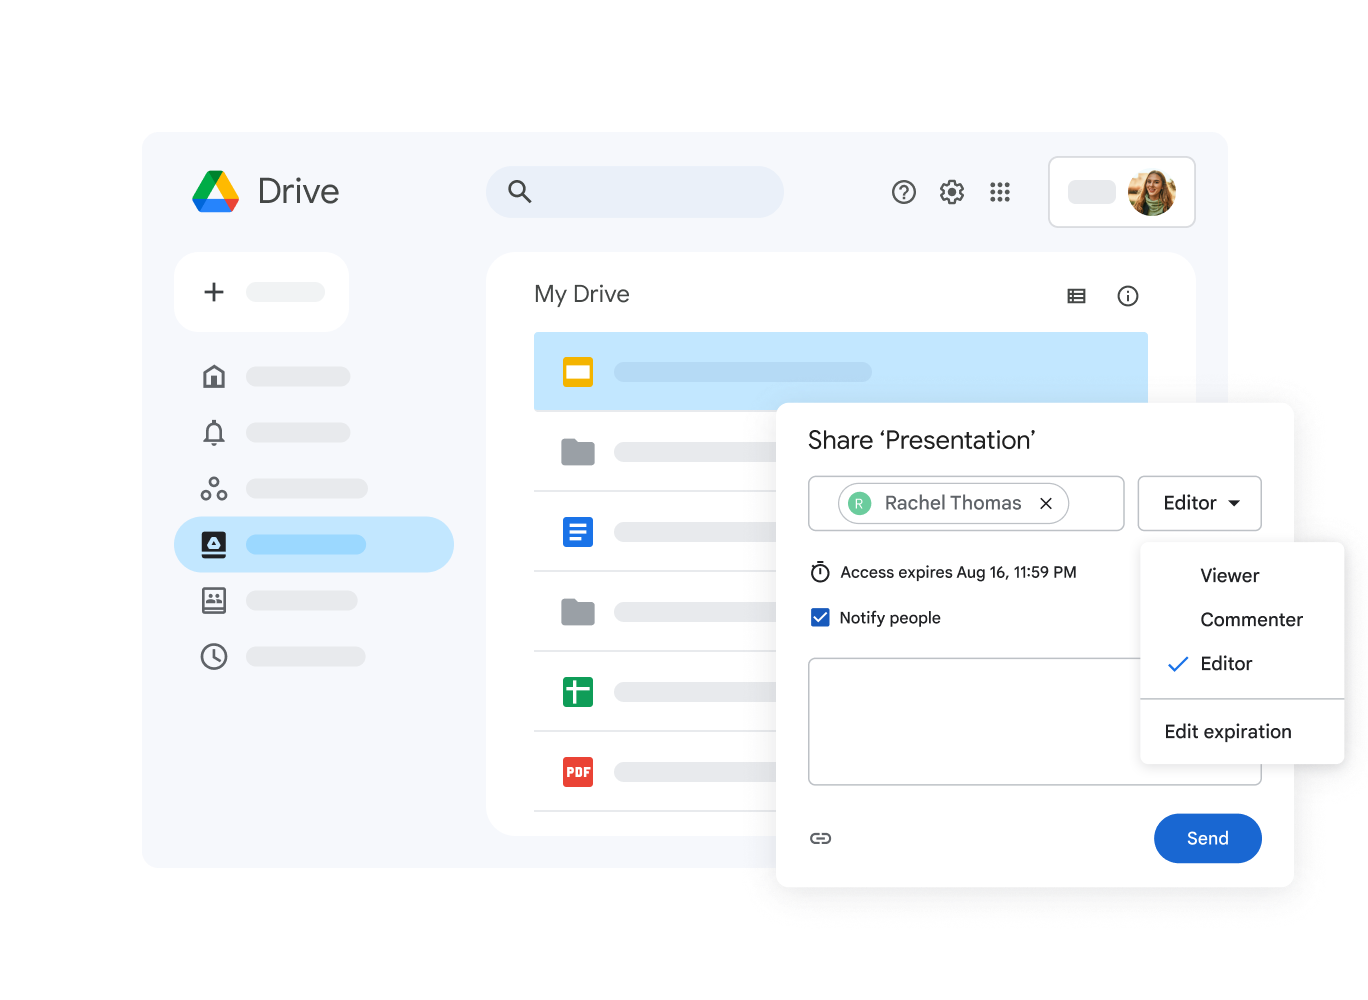 Drive
My Drive
PDF
Share ‘Presentation’
R Rachel Thomas
Editor
Access expires Aug 16, 11:59 PM
Notify people
Viewer
Commenter
Editor
Edit expiration
Send